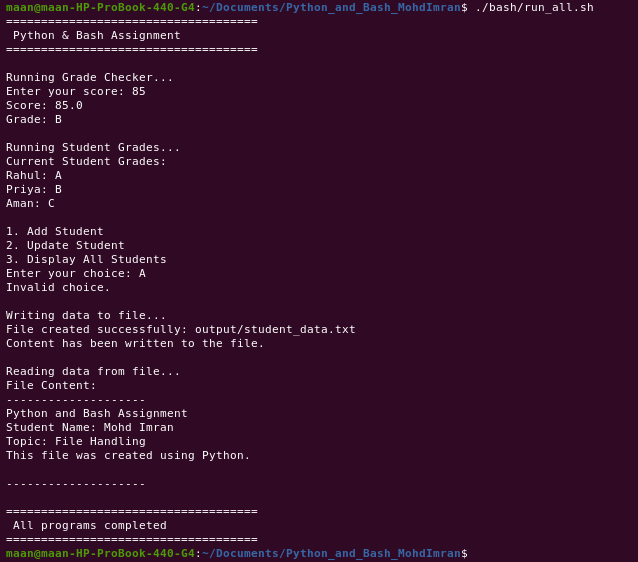 maan@maan-HP-ProBook-440-G4:~/Documents/Python_and_Bash_MohdImran$ ./bash/run_all.sh
====================================
 Python & Bash Assignment
====================================

Running Grade Checker...
Enter your score: 85
Score: 85.0
Grade: B

Running Student Grades...
Current Student Grades:
Rahul: A
Priya: B
Aman: C

1. Add Student
2. Update Student
3. Display All Students
Enter your choice: A
Invalid choice.

Writing data to file...
File created successfully: output/student_data.txt
Content has been written to the file.

Reading data from file...
File Content:
--------------------
Python and Bash Assignment
Student Name: Mohd Imran
Topic: File Handling
This file was created using Python.

--------------------

====================================
 All programs completed
====================================
maan@maan-HP-ProBook-440-G4:~/Documents/Python_and_Bash_MohdImran$